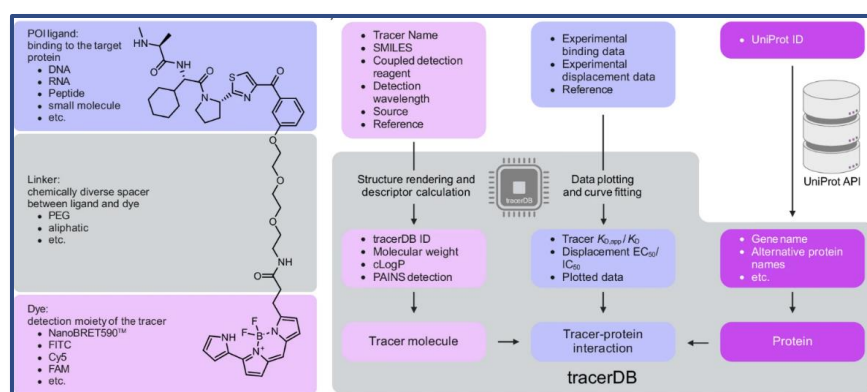 POI ligand:
binding to the target
protein
• DNA
• RNA
• Peptide
• small molecule
• etc.
Linker:
chemically diverse spacer
between ligand and dye
• PEG
• aliphatic
• etc.
Dye:
detection moiety of the tracer
• NanoBRET590™
• FITC
• Cy5
• FAM
• etc.
HN
O
NH
O
N
S
N
O
O
O
O
NH
O
F
F
B⁻
N
N⁺
NH
• Tracer Name
• SMILES
• Coupled detection
reagent
• Detection
wavelength
• Source
• Reference
• Experimental
binding data
• Experimental
displacement data
• Reference
• UniProt ID
UniProt API
Structure rendering and
descriptor calculation
tracerDB
Data plotting
and curve fitting
• tracerDB ID
• Molecular weight
• cLogP
• PAINS detection
• Tracer K_D,app / K_D
• Displacement EC₅₀/
IC₅₀
• Plotted data
• Gene name
• Alternative protein
names
• etc.
Tracer molecule
Tracer-protein
interaction
Protein
tracerDB